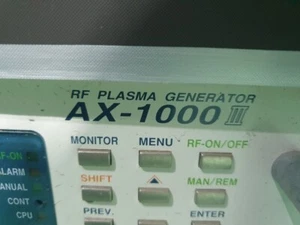 RF PLASMA GENERATOR
AX-1000 III
MONITOR MENU RF-ON/OFF
SHIFT MAN/REM
PREV. ENTER
RF-ON
ALARM
MANUAL
CONT
CPU